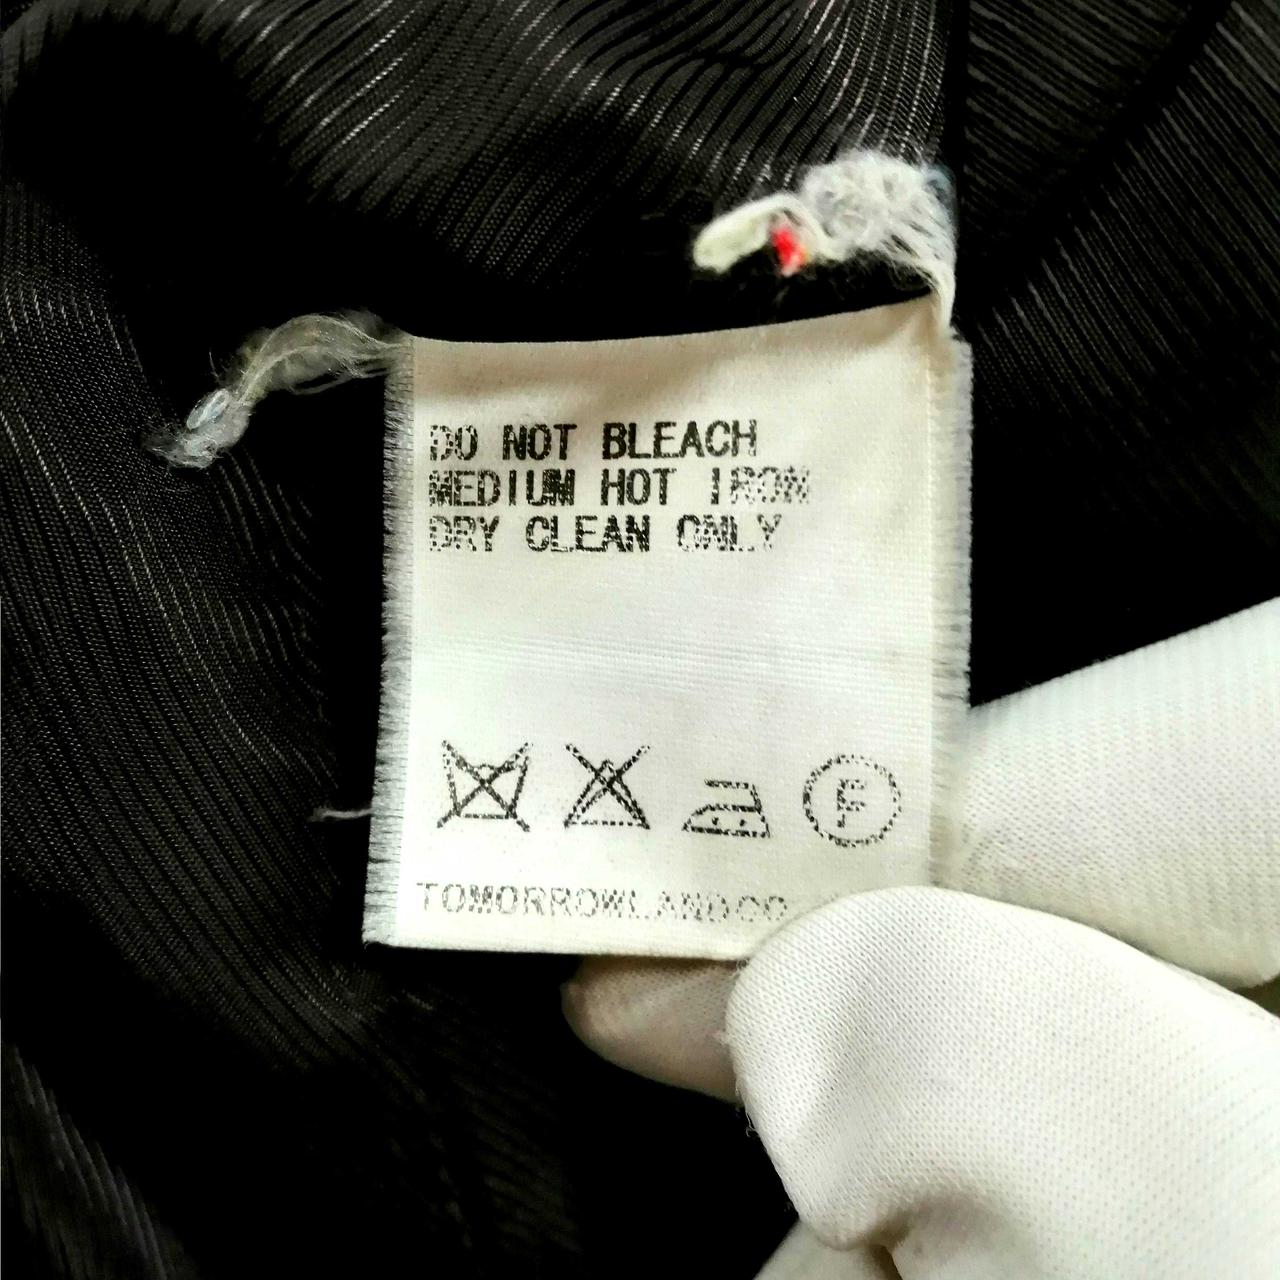 DO NOT BLEACH
MEDIUM HOT IRON
DRY CLEAN ONLY
F
TOMORROWLAND CO